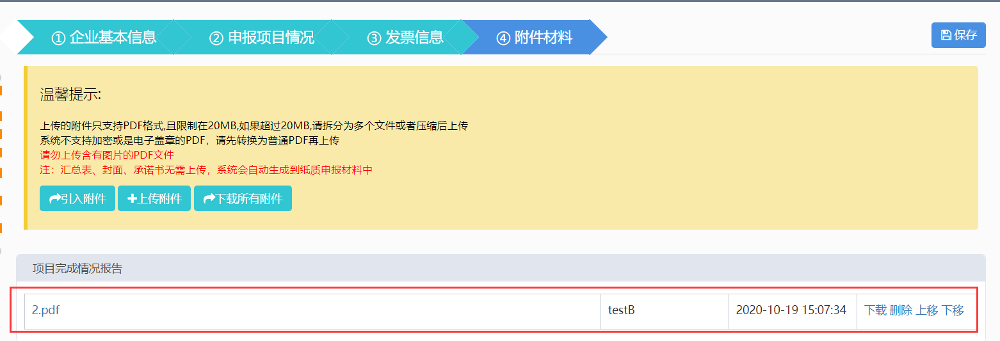 ① 企业基本信息 ② 申报项目情况 ③ 发票信息 ④ 附件材料 保存
温馨提示:
上传的附件只支持PDF格式,且限制在20MB,如果超过20MB,请拆分为多个文件或者压缩后上传
系统不支持加密或是电子盖章的PDF，请先转换为普通PDF再上传
请勿上传含有图片的PDF文件
注：汇总表、封面、承诺书无需上传，系统会自动生成到纸质申报材料中
引入附件 上传附件 下载所有附件
项目完成情况报告
2.pdf testB 2020-10-19 15:07:34 下载 删除 上移 下移